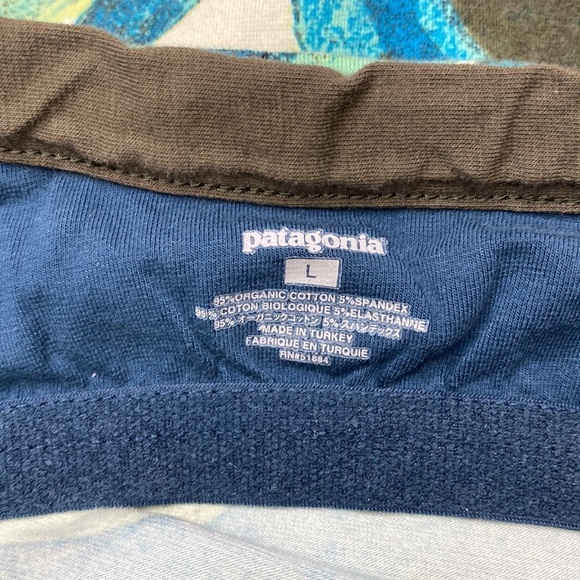 patagonia
L
95% ORGANIC COTTON 5% SPANDEX
95% COTON BIOLOGIQUE 5% ELASTHANNE
95% オーガニックコットン 5% スパンデックス
MADE IN TURKEY
FABRIQUE EN TURQUIE
RN#51884